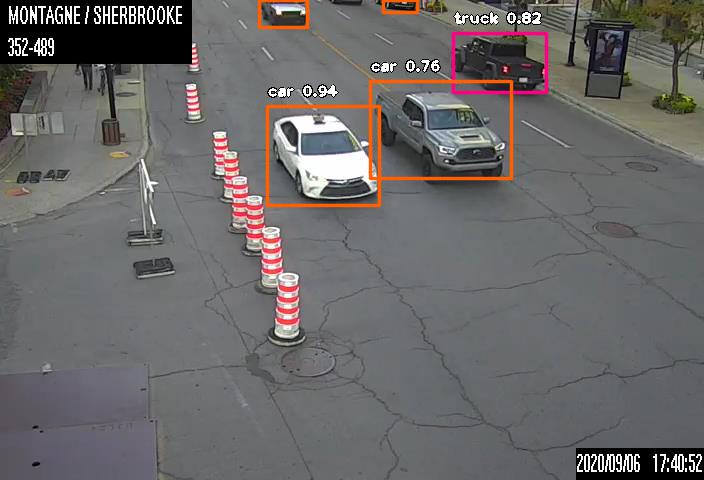 MONTAGNE / SHERBROOKE
352-489
truck 0.82
car 0.76
car 0.94
2020/09/06 17:40:52